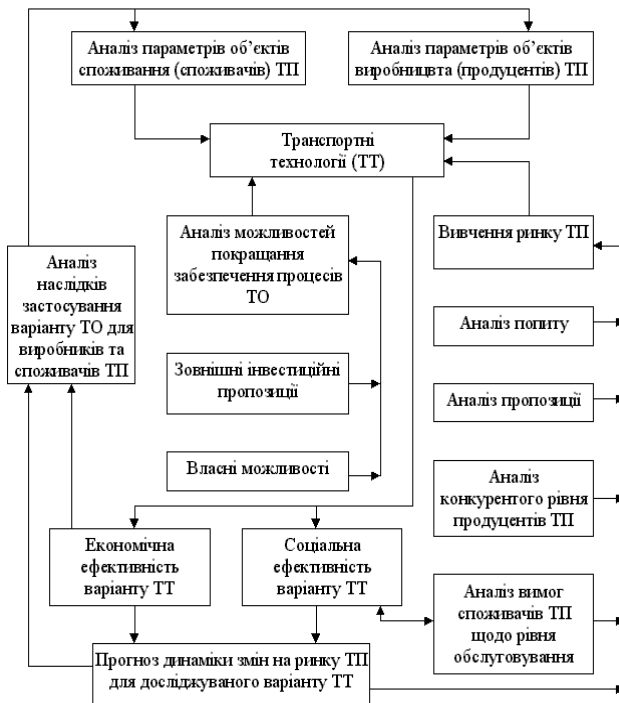 Аналіз параметрів об’єктів
споживання (споживачів) ТП
Аналіз параметрів об’єктів
виробницвта (продуцентів) ТП
Транспортні
технології (ТТ)
Аналіз можливостей
покращання
забезпечення процесів
ТО
Вивчення ринку ТП
Аналіз
наслідків
застосування
варіанту ТО для
виробників та
споживачів ТП
Аналіз попиту
Зовнішні інвестиційні
пропозиції
Аналіз пропозиції
Власні можливості
Аналіз
конкурентого рівня
продуцентів ТП
Економічна
ефективність
варіанту ТТ
Соціальна
ефективність
варіанту ТТ
Аналіз вимог
споживачів ТП
щодо рівня
обслуговування
Прогноз динаміки змін на ринку ТП
для досліджуваного варіанту ТТ